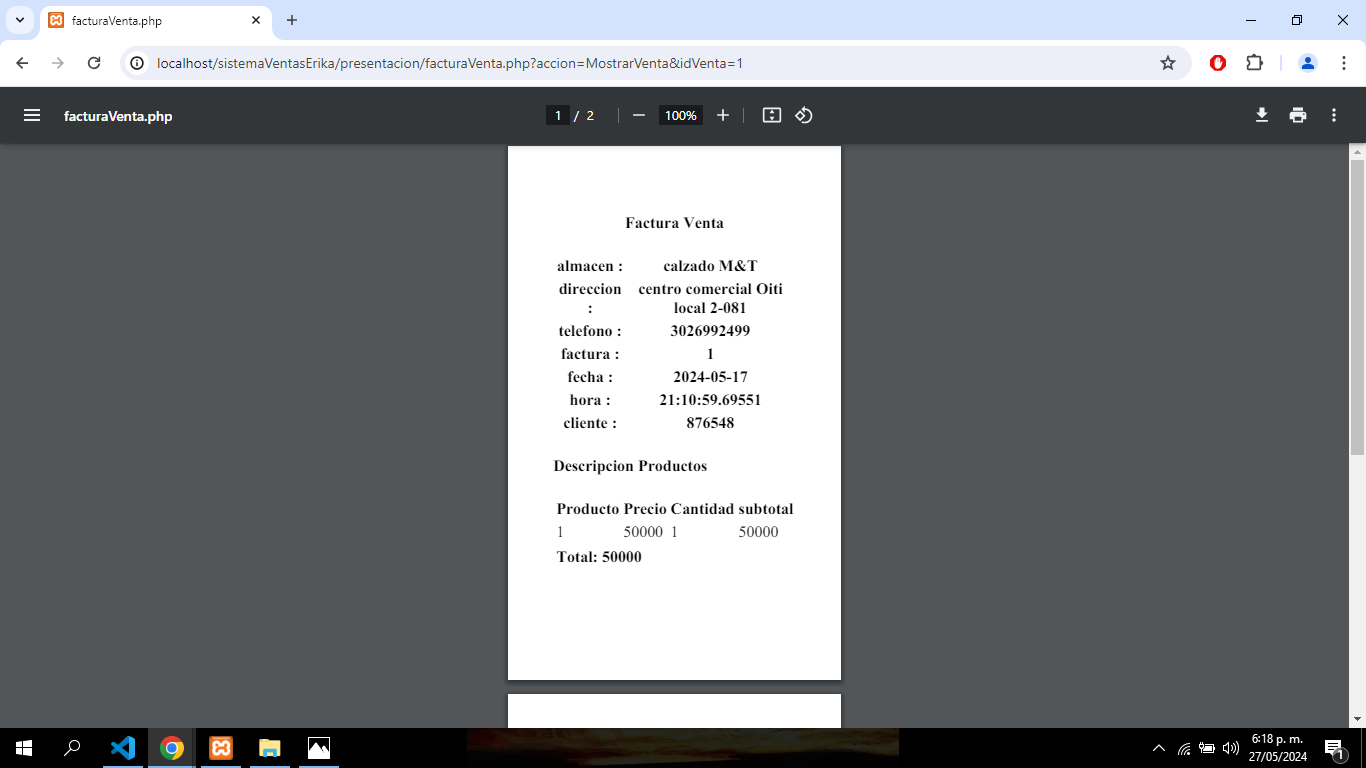 facturaVenta.php
localhost/sistemaVentasErika/presentacion/facturaVenta.php?accion=MostrarVenta&idVenta=1
facturaVenta.php
1 / 2
100%
Factura Venta
almacen : calzado M&T
direccion : centro comercial Oiti local 2-081
telefono : 3026992499
factura : 1
fecha : 2024-05-17
hora : 21:10:59.69551
cliente : 876548
Descripcion Productos
Producto Precio Cantidad subtotal
1 50000 1 50000
Total: 50000
6:18 p. m.
27/05/2024
1